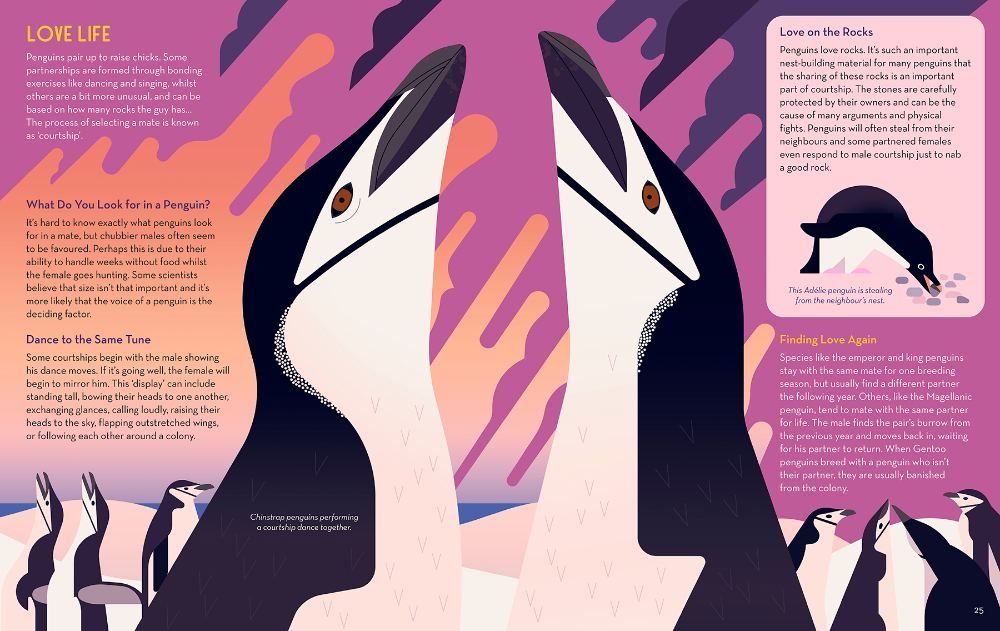 LOVE LIFE
Penguins pair up to raise chicks. Some
partnerships are formed through bonding
exercises like dancing and singing, whilst
others are a bit more unusual, and can be
based on how many rocks the guy has...
The process of selecting a mate is known
as 'courtship'.
What Do You Look for in a Penguin?
It's hard to know exactly what penguins look
for in a mate, but chubbier males often seem
to be favoured. Perhaps this is due to their
ability to handle weeks without food whilst
the female goes hunting. Some scientists
believe that size isn't that important and it's
more likely that the voice of a penguin is the
deciding factor.
Dance to the Same Tune
Some courtships begin with the male showing
his dance moves. If it's going well, the female will
begin to mirror him. This 'display' can include
standing tall, bowing their heads to one another,
exchanging glances, calling loudly, raising their
heads to the sky, flapping outstretched wings,
or following each other around a colony.
Chinstrap penguins performing
a courtship dance together.
Love on the Rocks
Penguins love rocks. It's such an important
nest-building material for many penguins that
the sharing of these rocks is an important
part of courtship. The stones are carefully
protected by their owners and can be the
cause of many arguments and physical
fights. Penguins will often steal from their
neighbours and some partnered females
even respond to male courtship just to nab
a good rock.
This Adélie penguin is stealing
from the neighbour's nest.
Finding Love Again
Species like the emperor and king penguins
stay with the same mate for one breeding
season, but usually find a different partner
the following year. Others, like the Magellanic
penguin, tend to mate with the same partner
for life. The male finds the pair's burrow from
the previous year and moves back in, waiting
for his partner to return. When Gentoo
penguins breed with a penguin who isn't
their partner, they are usually banished
from the colony.
25